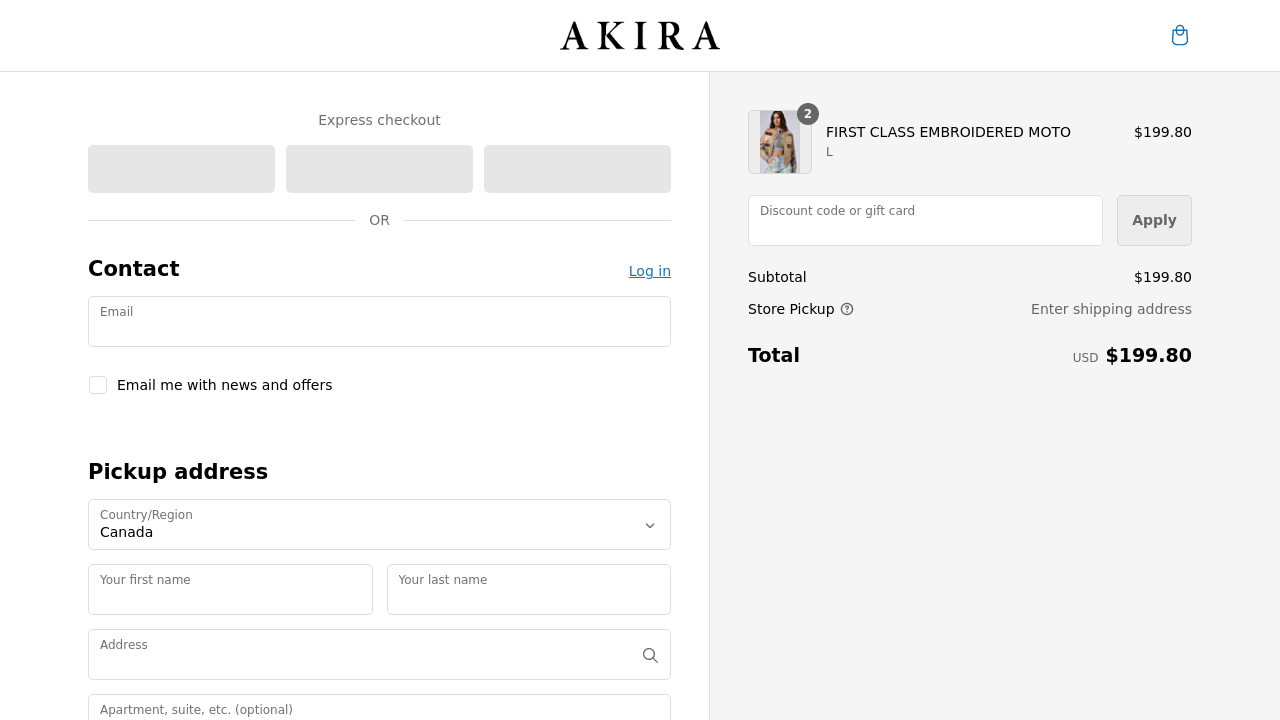 AKIRA
Express checkout
OR
Contact
Log in
Email
Email me with news and offers
Pickup address
Country/Region
Canada
Your first name
Your last name
Address
Apartment, suite, etc. (optional)
2
FIRST CLASS EMBROIDERED MOTO
$199.80
L
Discount code or gift card
Apply
Subtotal
$199.80
Store Pickup
Enter shipping address
Total
USD $199.80